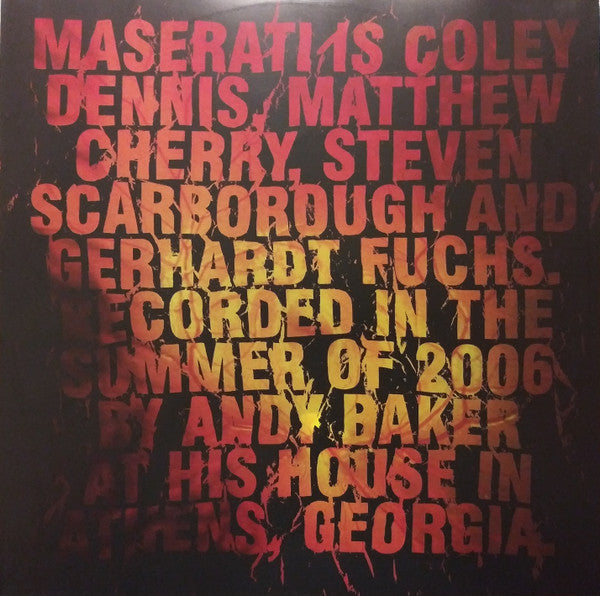 MASERATI IS COLEY
DENNIS, MATTHEW
CHERRY, STEVEN
SCARBOROUGH AND
GERHARDT FUCHS.
RECORDED IN THE
SUMMER OF 2006
BY ANDY BAKER
AT HIS HOUSE IN
ATHENS, GEORGIA.